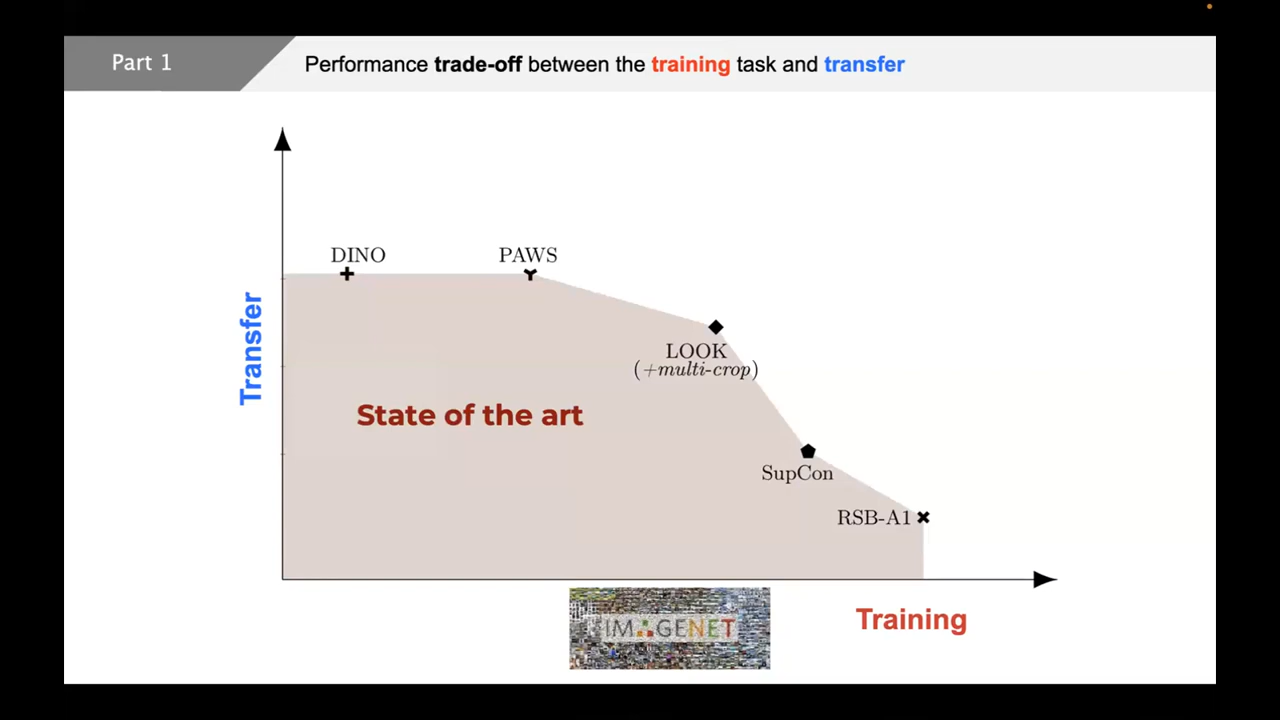 Part 1
Performance trade-off between the training task and transfer
DINO
PAWS
LOOK
(+multi-crop)
Transfer
State of the art
SupCon
RSB-A1
IMAGENET
Training